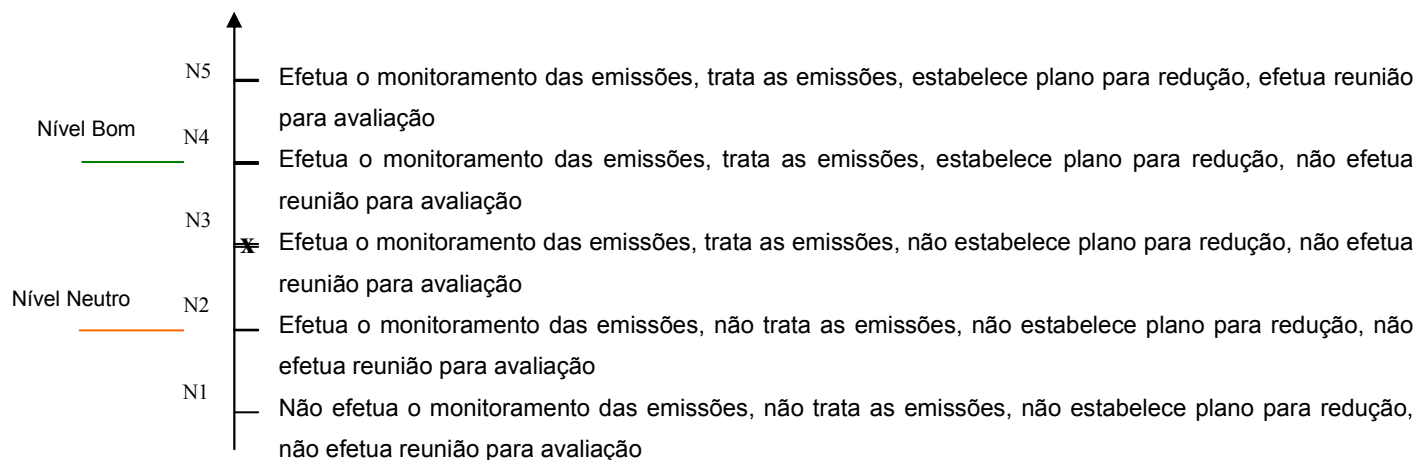 N5 Efetua o monitoramento das emissões, trata as emissões, estabelece plano para redução, efetua reunião
para avaliação
Nível Bom
N4 Efetua o monitoramento das emissões, trata as emissões, estabelece plano para redução, não efetua
reunião para avaliação
N3 x Efetua o monitoramento das emissões, trata as emissões, não estabelece plano para redução, não efetua
reunião para avaliação
Nível Neutro
N2 Efetua o monitoramento das emissões, não trata as emissões, não estabelece plano para redução, não
efetua reunião para avaliação
N1 Não efetua o monitoramento das emissões, não trata as emissões, não estabelece plano para redução,
não efetua reunião para avaliação